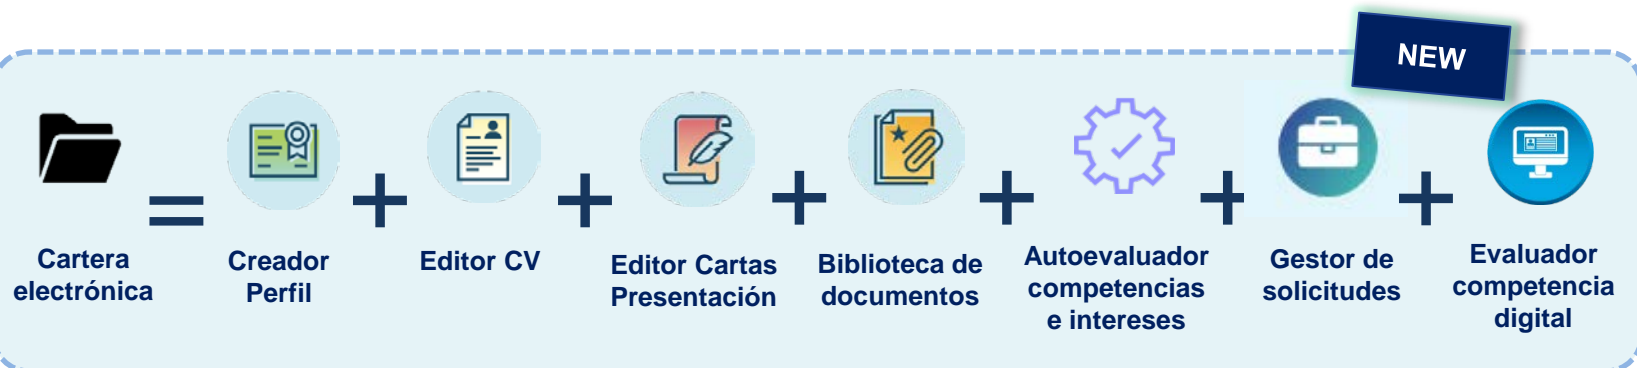 NEW
Cartera
electrónica
=
Creador
Perfil
+
Editor CV
+
Editor Cartas
Presentación
+
Biblioteca de
documentos
+
Autoevaluador
competencias
e intereses
+
Gestor de
solicitudes
+
Evaluador
competencia
digital